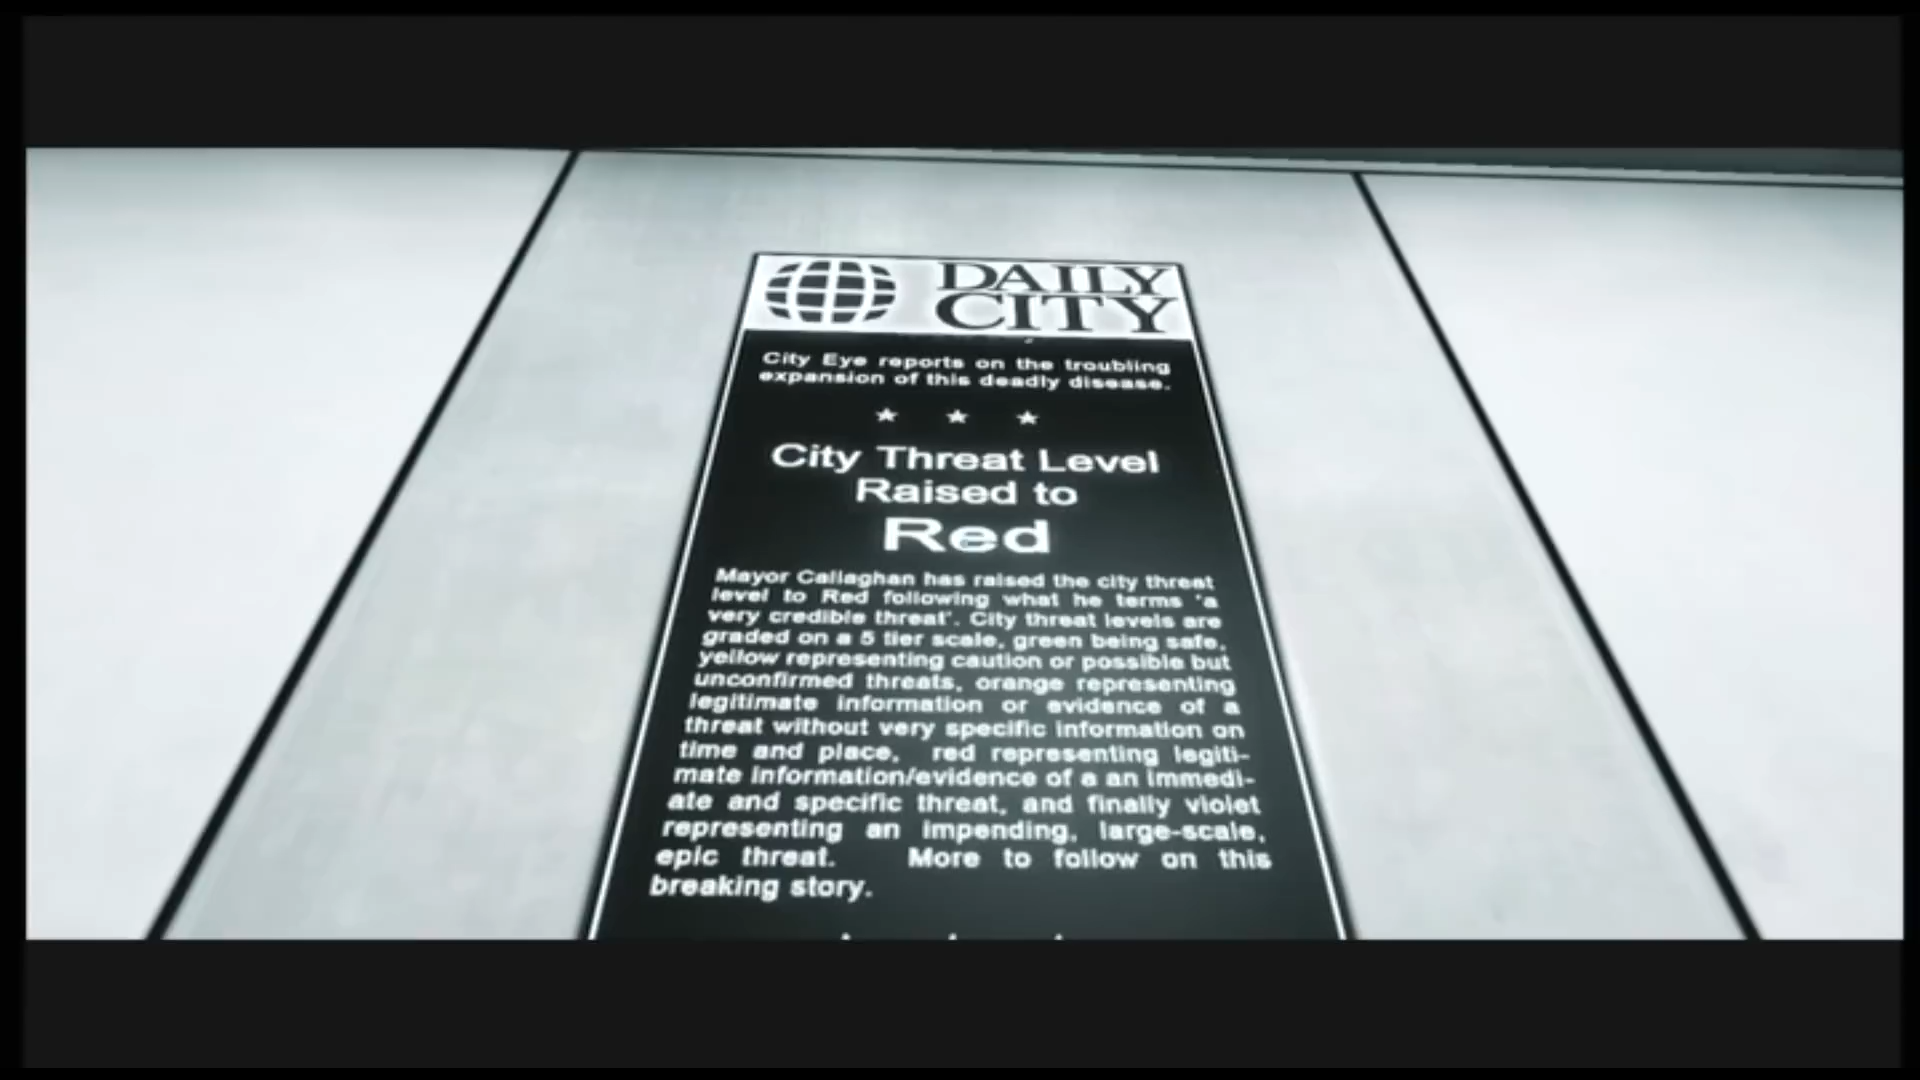 DAILY
CITY
City Eye reports on the troubling
expansion of this deadly disease.
City Threat Level
Raised to
Red
Mayor Callaghan has raised the city threat
level to Red following what he terms 'a
very credible threat'. City threat levels are
graded on a 5 tier scale, green being safe,
yellow representing caution or possible but
unconfirmed threats, orange representing
legitimate information or evidence of a
threat without very specific information on
time and place, red representing legiti-
mate information/evidence of a an immedi-
ate and specific threat, and finally violet
representing an impending, large-scale,
epic threat. More to follow on this
breaking story.